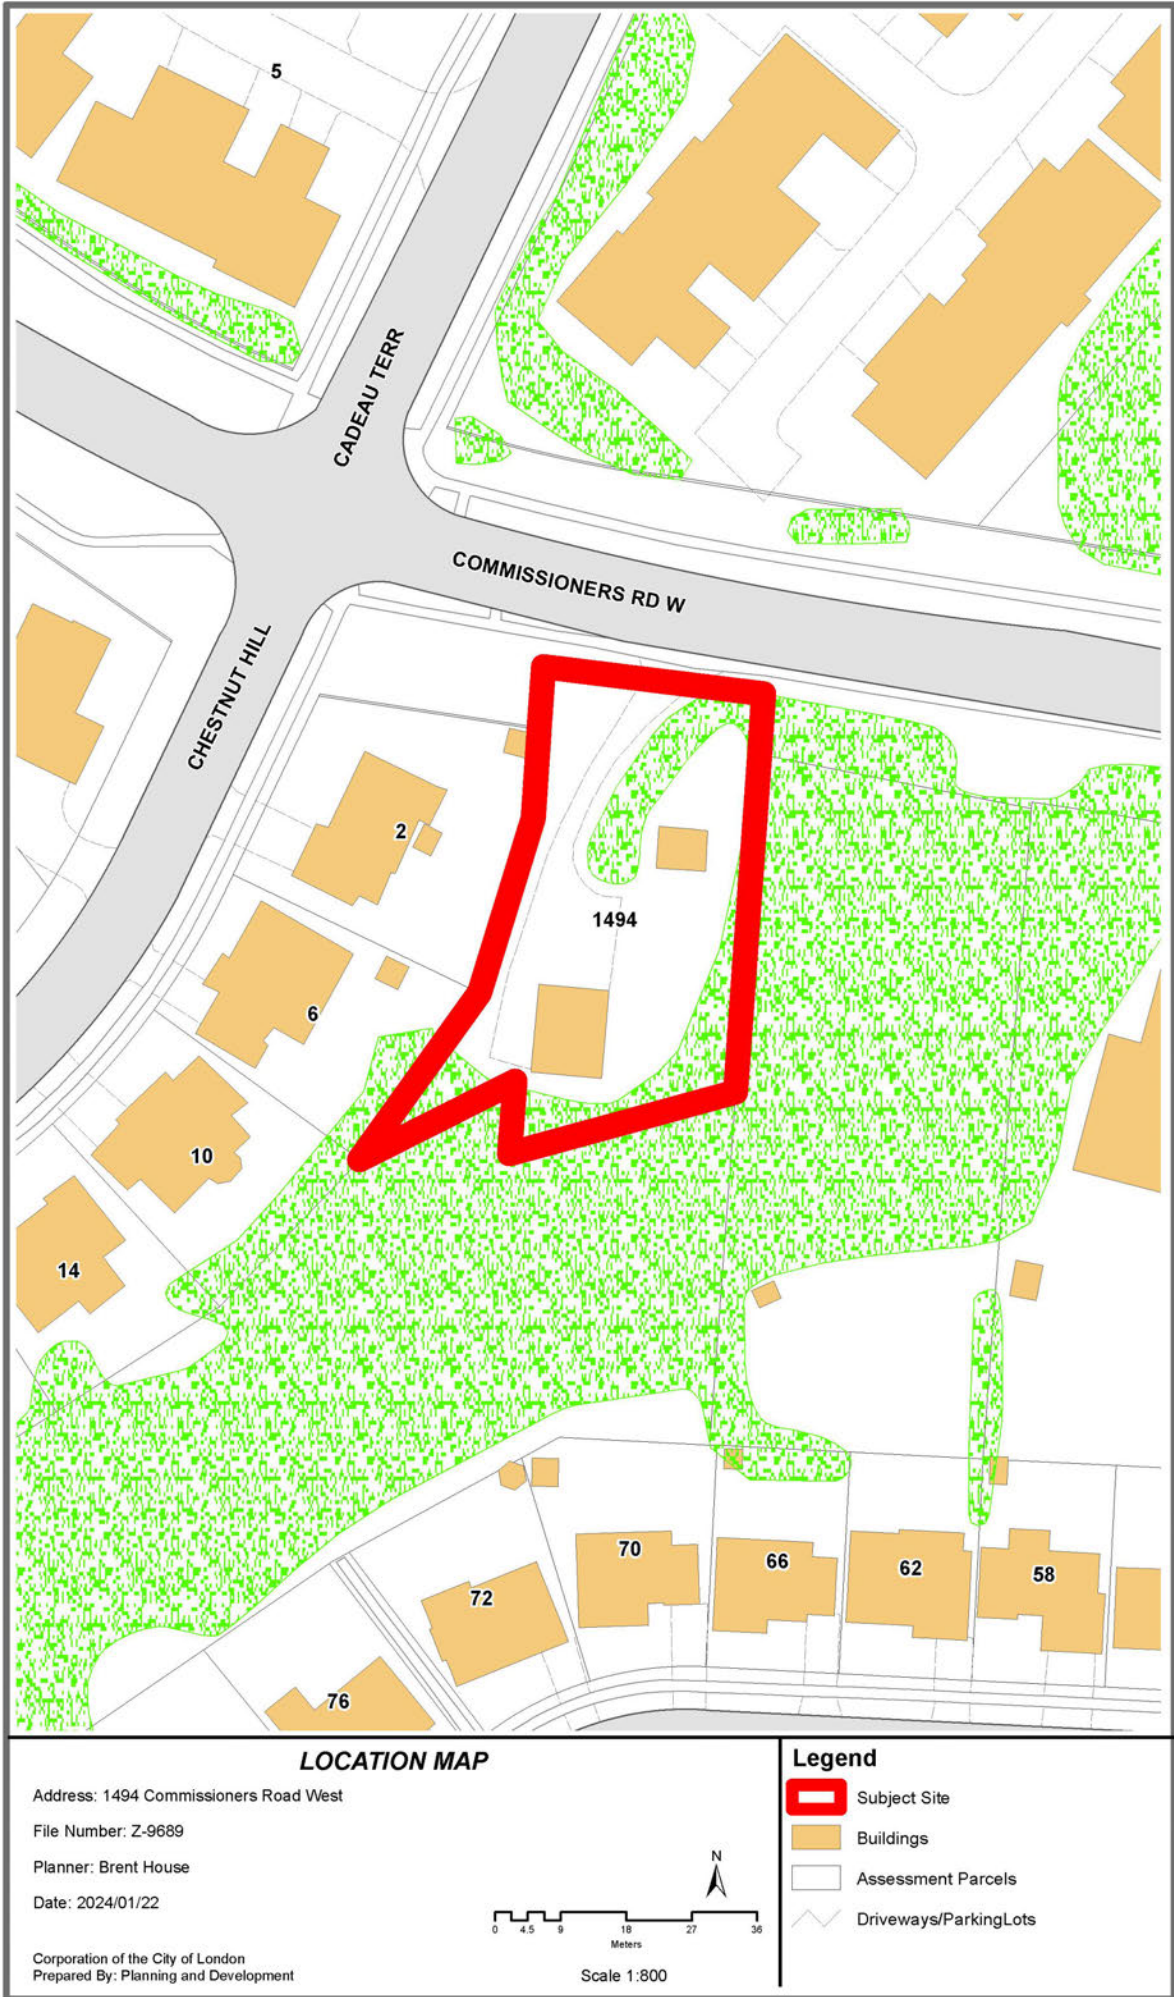 5
CADEAU TERR
COMMISSIONERS RD W
CHESTNUT HILL
2
1494
6
10
14
70
66
62
58
72
76
LOCATION MAP
Address: 1494 Commissioners Road West
File Number: Z-9689
Planner: Brent House
Date: 2024/01/22
Corporation of the City of London
Prepared By: Planning and Development
N
0 4.5 9 18 27 36
Meters
Scale 1:800
Legend
Subject Site
Buildings
Assessment Parcels
Driveways/ParkingLots